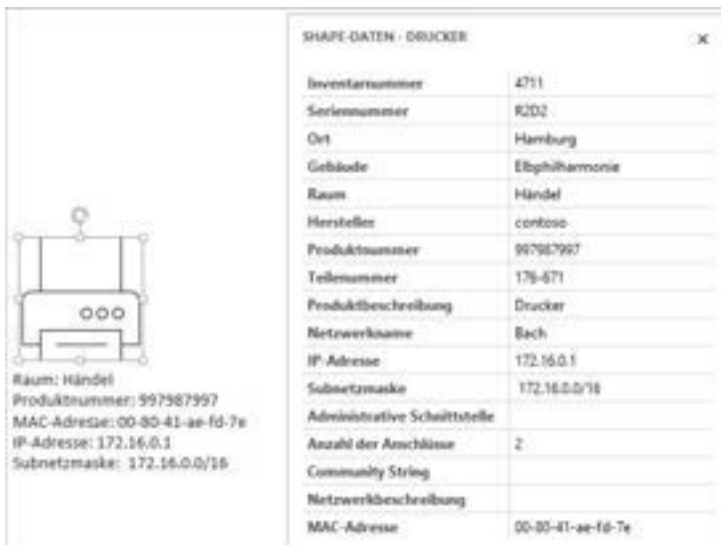 SHAPE-DATEN - DRUCKER
Inventarnummer 4711
Seriennummer R2D2
Ort Hamburg
Gebäude Elbphilharmonie
Raum Händel
Hersteller contoso
Produktnummer 997987997
Teilenummer 176-671
Produktbeschreibung Drucker
Netzwerkname Bach
IP-Adresse 172.16.0.1
Subnetzmaske 172.16.0.0/16
Administrative Schnittstelle
Anzahl der Anschlüsse 2
Community String
Netzwerkbeschreibung
MAC-Adresse 00-80-41-ae-fd-7e
Raum: Händel
Produktnummer: 997987997
MAC-Adresse: 00-80-41-ae-fd-7e
IP-Adresse: 172.16.0.1
Subnetzmaske: 172.16.0.0/16